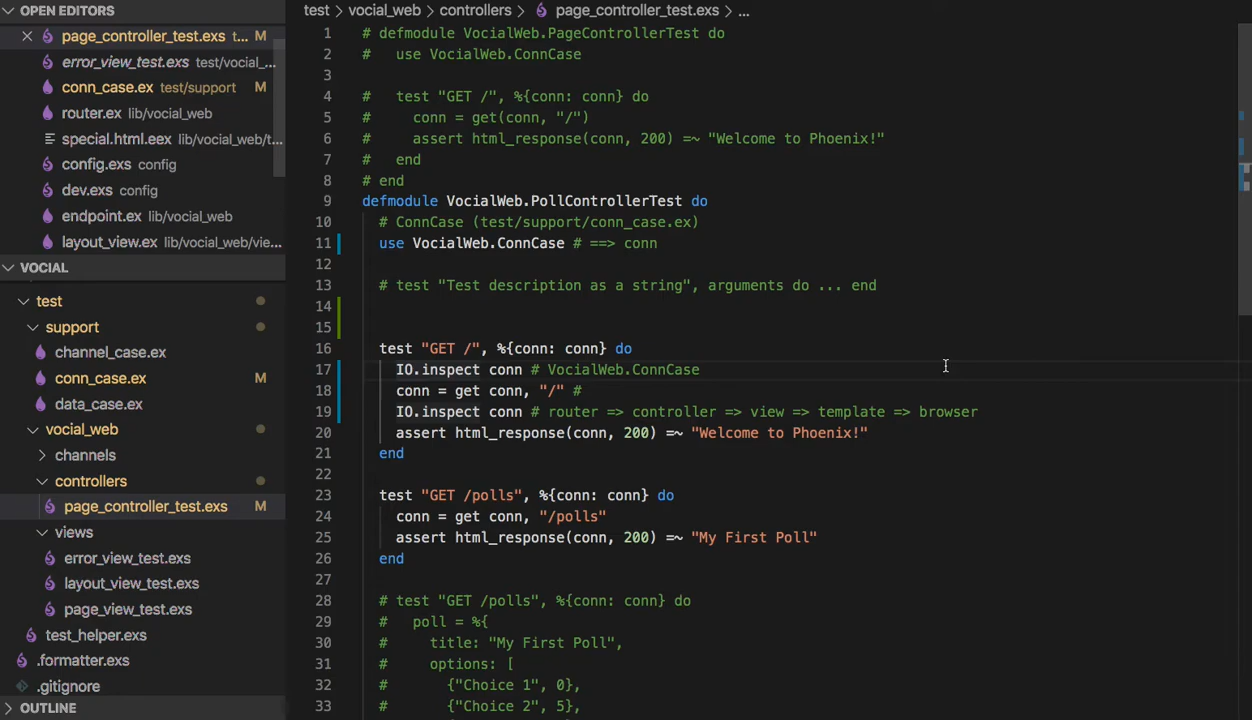 OPEN EDITORS
page_controller_test.exs t... M
error_view_test.exs test/vocial_...
conn_case.ex test/support M
router.ex lib/vocial_web
special.html.eex lib/vocial_web/t...
config.exs config
dev.exs config
endpoint.ex lib/vocial_web
layout_view.ex lib/vocial_web/vie...
VOCIAL
test
support
channel_case.ex
conn_case.ex M
data_case.ex
vocial_web
channels
controllers
page_controller_test.exs M
views
error_view_test.exs
layout_view_test.exs
page_view_test.exs
test_helper.exs
.formatter.exs
.gitignore
OUTLINE
test > vocial_web > controllers > page_controller_test.exs > ...
1 # defmodule VocialWeb.PageControllerTest do
2 #   use VocialWeb.ConnCase
3
4 #   test "GET /", %{conn: conn} do
5 #     conn = get(conn, "/")
6 #     assert html_response(conn, 200) =~ "Welcome to Phoenix!"
7 #   end
8 # end
9 defmodule VocialWeb.PollControllerTest do
10   # ConnCase (test/support/conn_case.ex)
11   use VocialWeb.ConnCase # ==> conn
12
13   # test "Test description as a string", arguments do ... end
14
15
16   test "GET /", %{conn: conn} do
17     IO.inspect conn # VocialWeb.ConnCase
18     conn = get conn, "/" #
19     IO.inspect conn # router => controller => view => template => browser
20     assert html_response(conn, 200) =~ "Welcome to Phoenix!"
21   end
22
23   test "GET /polls", %{conn: conn} do
24     conn = get conn, "/polls"
25     assert html_response(conn, 200) =~ "My First Poll"
26   end
27
28   # test "GET /polls", %{conn: conn} do
29   #   poll = %{
30   #     title: "My First Poll",
31   #     options: [
32   #       {"Choice 1", 0},
33   #       {"Choice 2", 5},